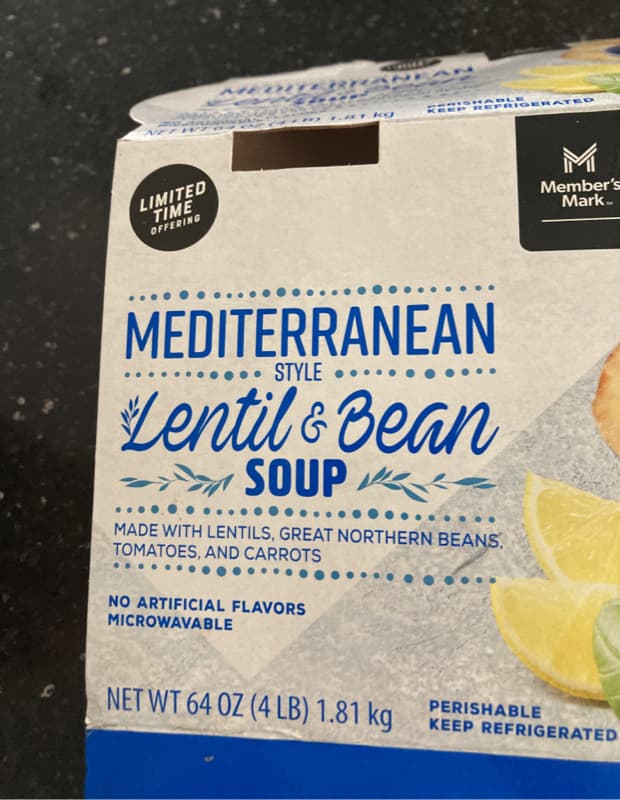 MEDITERRANEAN
NET WT 64 OZ (4 LB) 1.81 kg
PERISHABLE
KEEP REFRIGERATED
LIMITED
TIME
OFFERING
Member's
Mark™
MEDITERRANEAN
STYLE
Lentil & Bean
SOUP
MADE WITH LENTILS, GREAT NORTHERN BEANS,
TOMATOES, AND CARROTS
NO ARTIFICIAL FLAVORS
MICROWAVABLE
NET WT 64 OZ (4 LB) 1.81 kg
PERISHABLE
KEEP REFRIGERATED